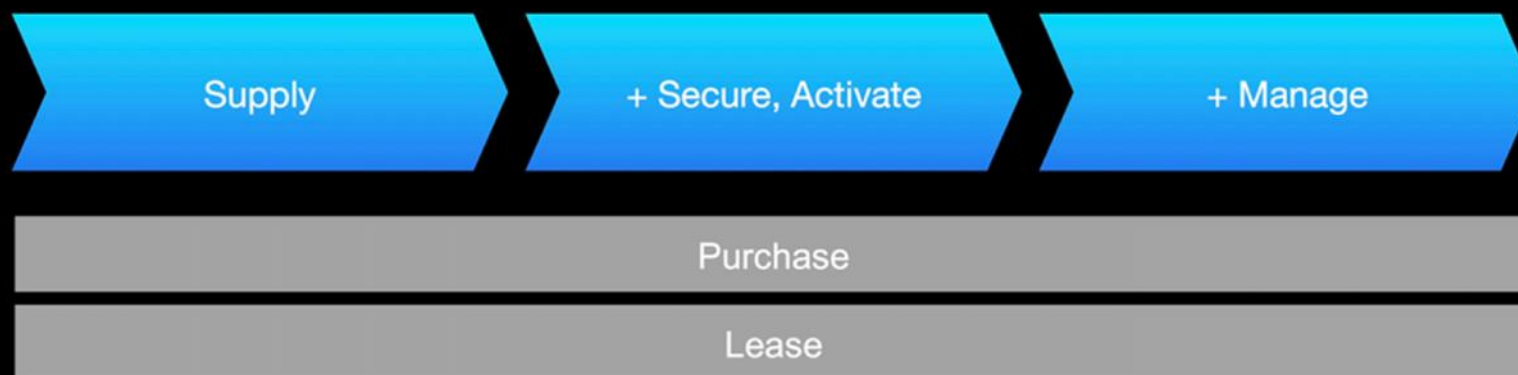 Supply
+ Secure, Activate
+ Manage
Purchase
Lease